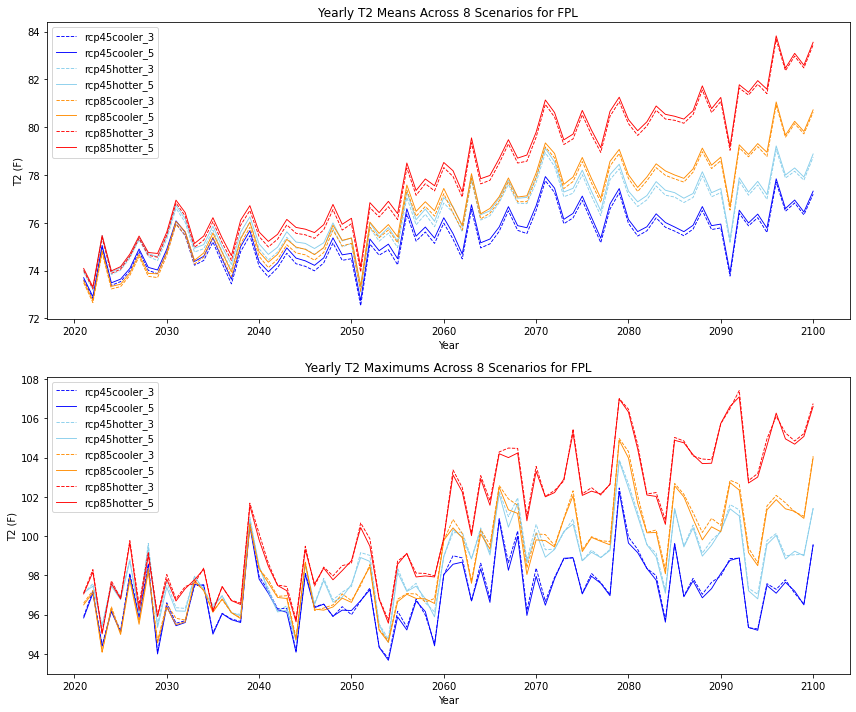 Yearly T2 Means Across 8 Scenarios for FPL
84
82
80
78
76
74
72
T2 (F)
rcp45cooler_3
rcp45cooler_5
rcp45hotter_3
rcp45hotter_5
rcp85cooler_3
rcp85cooler_5
rcp85hotter_3
rcp85hotter_5
2020 2030 2040 2050 2060 2070 2080 2090 2100
Year
Yearly T2 Maximums Across 8 Scenarios for FPL
108
106
104
102
100
98
96
94
T2 (F)
rcp45cooler_3
rcp45cooler_5
rcp45hotter_3
rcp45hotter_5
rcp85cooler_3
rcp85cooler_5
rcp85hotter_3
rcp85hotter_5
2020 2030 2040 2050 2060 2070 2080 2090 2100
Year